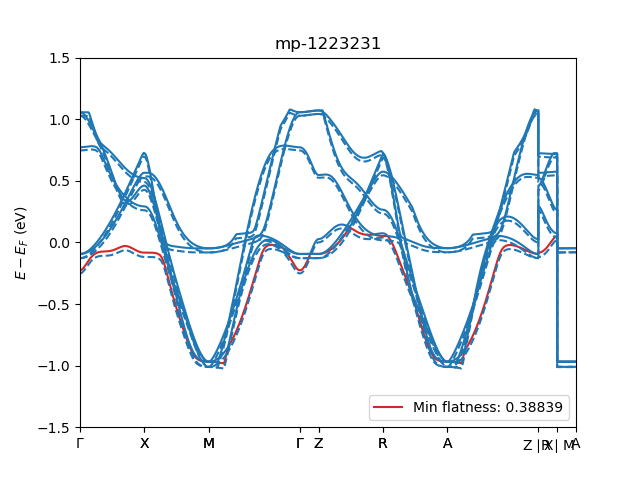 mp-1223231
1.5
1.0
0.5
0.0
−0.5
−1.0
−1.5
E − E_F (eV)
Min flatness: 0.38839
Γ X M Γ Z R A Z | R X | M A